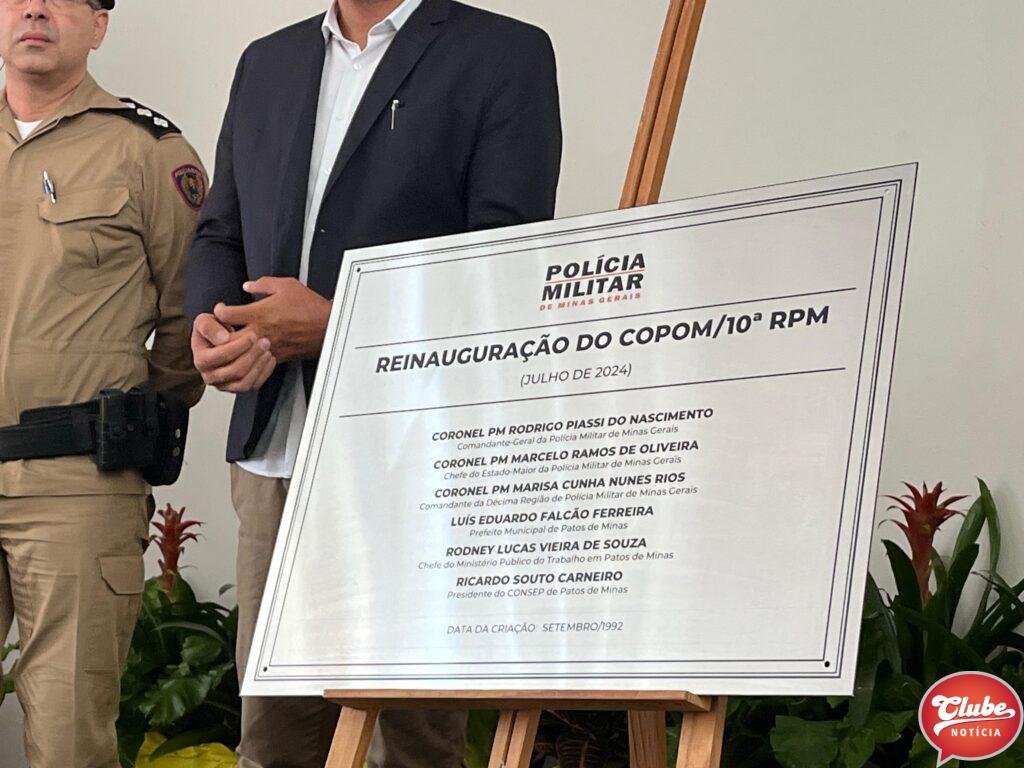 POLÍCIA
MILITAR
DE MINAS GERAIS
REINAUGURAÇÃO DO COPOM/10ª RPM
(JULHO DE 2024)
CORONEL PM RODRIGO PIASSI DO NASCIMENTO
Comandante-Geral da Polícia Militar de Minas Gerais
CORONEL PM MARCELO RAMOS DE OLIVEIRA
Chefe do Estado-Maior da Polícia Militar de Minas Gerais
CORONEL PM MARISA CUNHA NUNES RIOS
Comandante da Décima Região de Polícia Militar de Minas Gerais
LUÍS EDUARDO FALCÃO FERREIRA
Prefeito Municipal de Patos de Minas
RODNEY LUCAS VIEIRA DE SOUZA
Chefe do Ministério Público do Trabalho em Patos de Minas
RICARDO SOUTO CARNEIRO
Presidente do CONSEP de Patos de Minas
DATA DA CRIAÇÃO: SETEMBRO/1992
Clube
NOTÍCIA